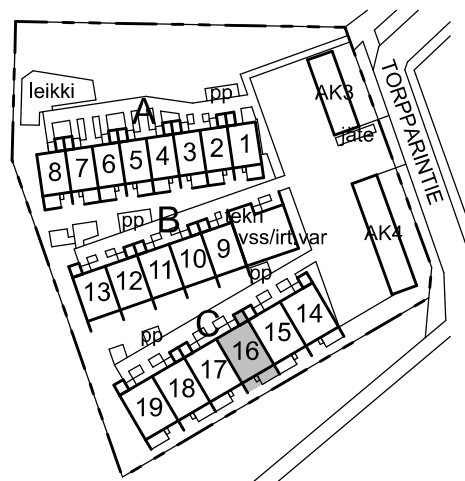 leikki
A
pp
AK3
jäte
TORPPARINTIE
8 7 6 5 4 3 2 1
pp
B
tekn
vss/irt.var
AK4
13 12 11 10 9
pp
C
pp
19 18 17 16 15 14